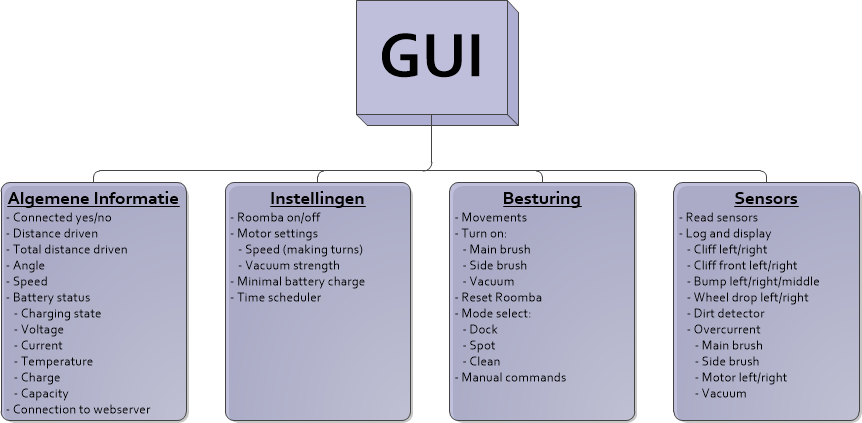 GUI
Algemene Informatie
- Connected yes/no
- Distance driven
- Total distance driven
- Angle
- Speed
- Battery status
- Charging state
- Voltage
- Current
- Temperature
- Charge
- Capacity
- Connection to webserver
Instellingen
- Roomba on/off
- Motor settings
- Speed (making turns)
- Vacuum strength
- Minimal battery charge
- Time scheduler
Besturing
- Movements
- Turn on:
- Main brush
- Side brush
- Vacuum
- Reset Roomba
- Mode select:
- Dock
- Spot
- Clean
- Manual commands
Sensors
- Read sensors
- Log and display
- Cliff left/right
- Cliff front left/right
- Bump left/right/middle
- Wheel drop left/right
- Dirt detector
- Overcurrent
- Main brush
- Side brush
- Motor left/right
- Vacuum